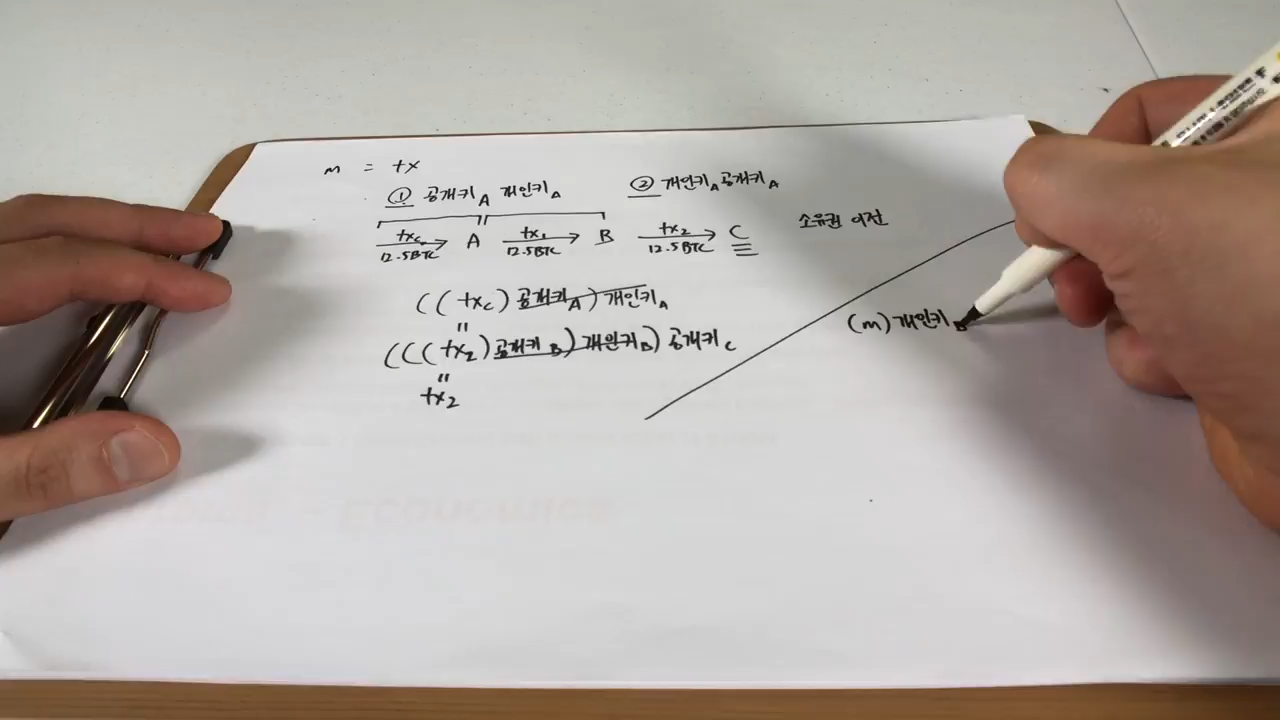 m = tx
① 공개키A 개인키A
② 개인키A 공개키A
txc A tx1 B tx2 C
12.5BTC 12.5BTC 12.5BTC
소유권 이전
((txc)공개키A)개인키A
"
(((tx2)공개키B)개인키B)공개키C
"
tx2
(m)개인키B